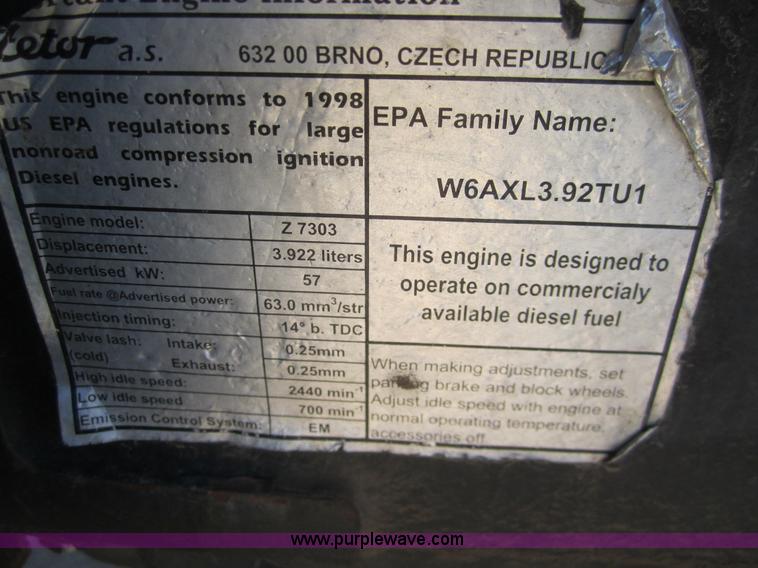 Engine Information
Zetor a.s. 632 00 BRNO, CZECH REPUBLIC
This engine conforms to 1998
US EPA regulations for large
nonroad compression ignition
Diesel engines.
EPA Family Name:
W6AXL3.92TU1
Engine model: Z 7303
Displacement: 3.922 liters
Advertised kW: 57
Fuel rate @Advertised power: 63.0 mm³/str
Injection timing: 14° b. TDC
Valve lash: Intake: 0.25mm
(cold) Exhaust: 0.25mm
High idle speed: 2440 min⁻¹
Low idle speed 700 min⁻¹
Emission Control System: EM
This engine is designed to
operate on commercialy
available diesel fuel
When making adjustments, set
parking brake and block wheels.
Adjust idle speed with engine at
normal operating temperature,
accessories off.
www.purplewave.com